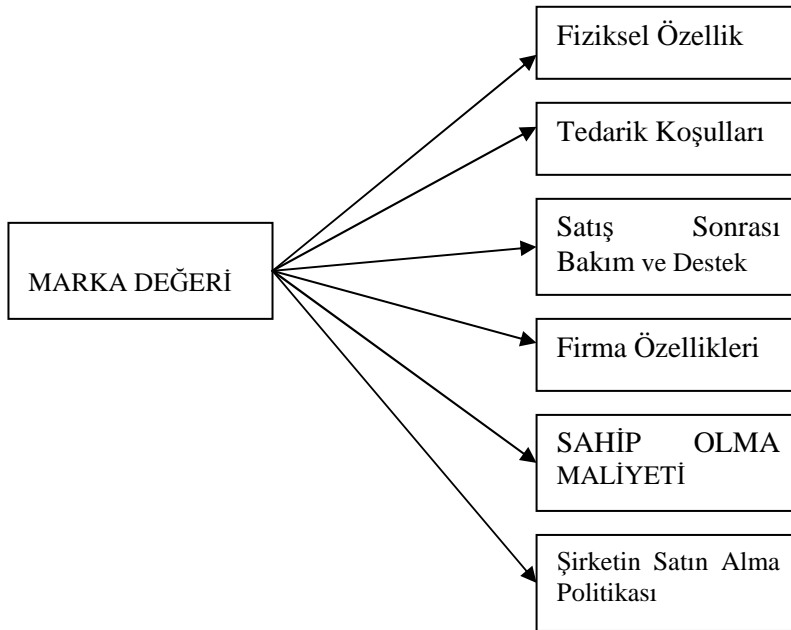 Fiziksel Özellik
Tedarik Koşulları
Satış Sonrası
Bakım ve Destek
MARKA DEĞERİ
Firma Özellikleri
SAHİP OLMA
MALİYETİ
Şirketin Satın Alma
Politikası